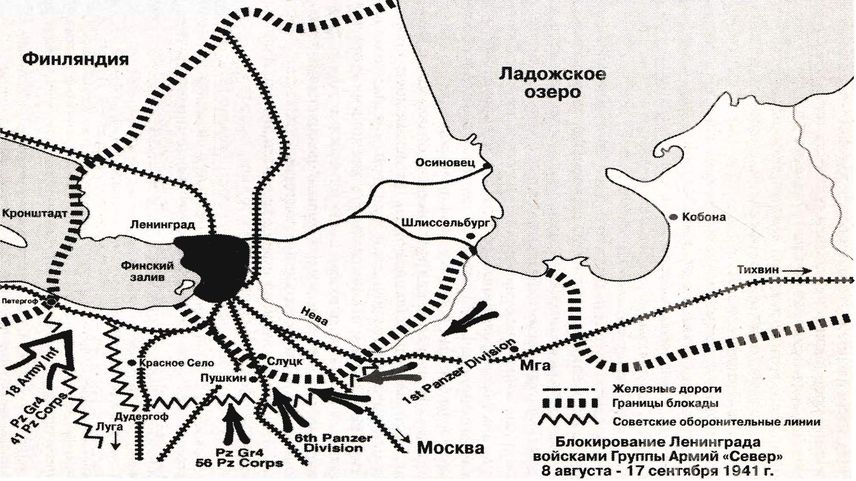 Финляндия
Ладожское
озеро
Осиновец
Кронштадт
Ленинград
Шлиссельбург
Кобона
Финский
залив
Тихвин
Петергоф
Нева
18 Army Inf
Pz Gr4
41 Pz Corps
Красное Село
Слуцк
Пушкин
1st Panzer Division
Мга
Дудергоф
Луга
Pz Gr4
56 Pz Corps
6th Panzer
Division
Москва
Железные дороги
Границы блокады
Советские оборонительные линии
Блокирование Ленинграда
войсками Группы Армий «Север»
8 августа - 17 сентября 1941 г.